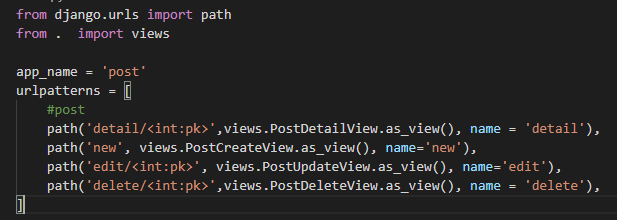 from django.urls import path
from .  import views

app_name = 'post'
urlpatterns = [
    #post
    path('detail/<int:pk>',views.PostDetailView.as_view(), name = 'detail'),
    path('new', views.PostCreateView.as_view(), name='new'),
    path('edit/<int:pk>', views.PostUpdateView.as_view(), name='edit'),
    path('delete/<int:pk>',views.PostDeleteView.as_view(), name = 'delete'),
]